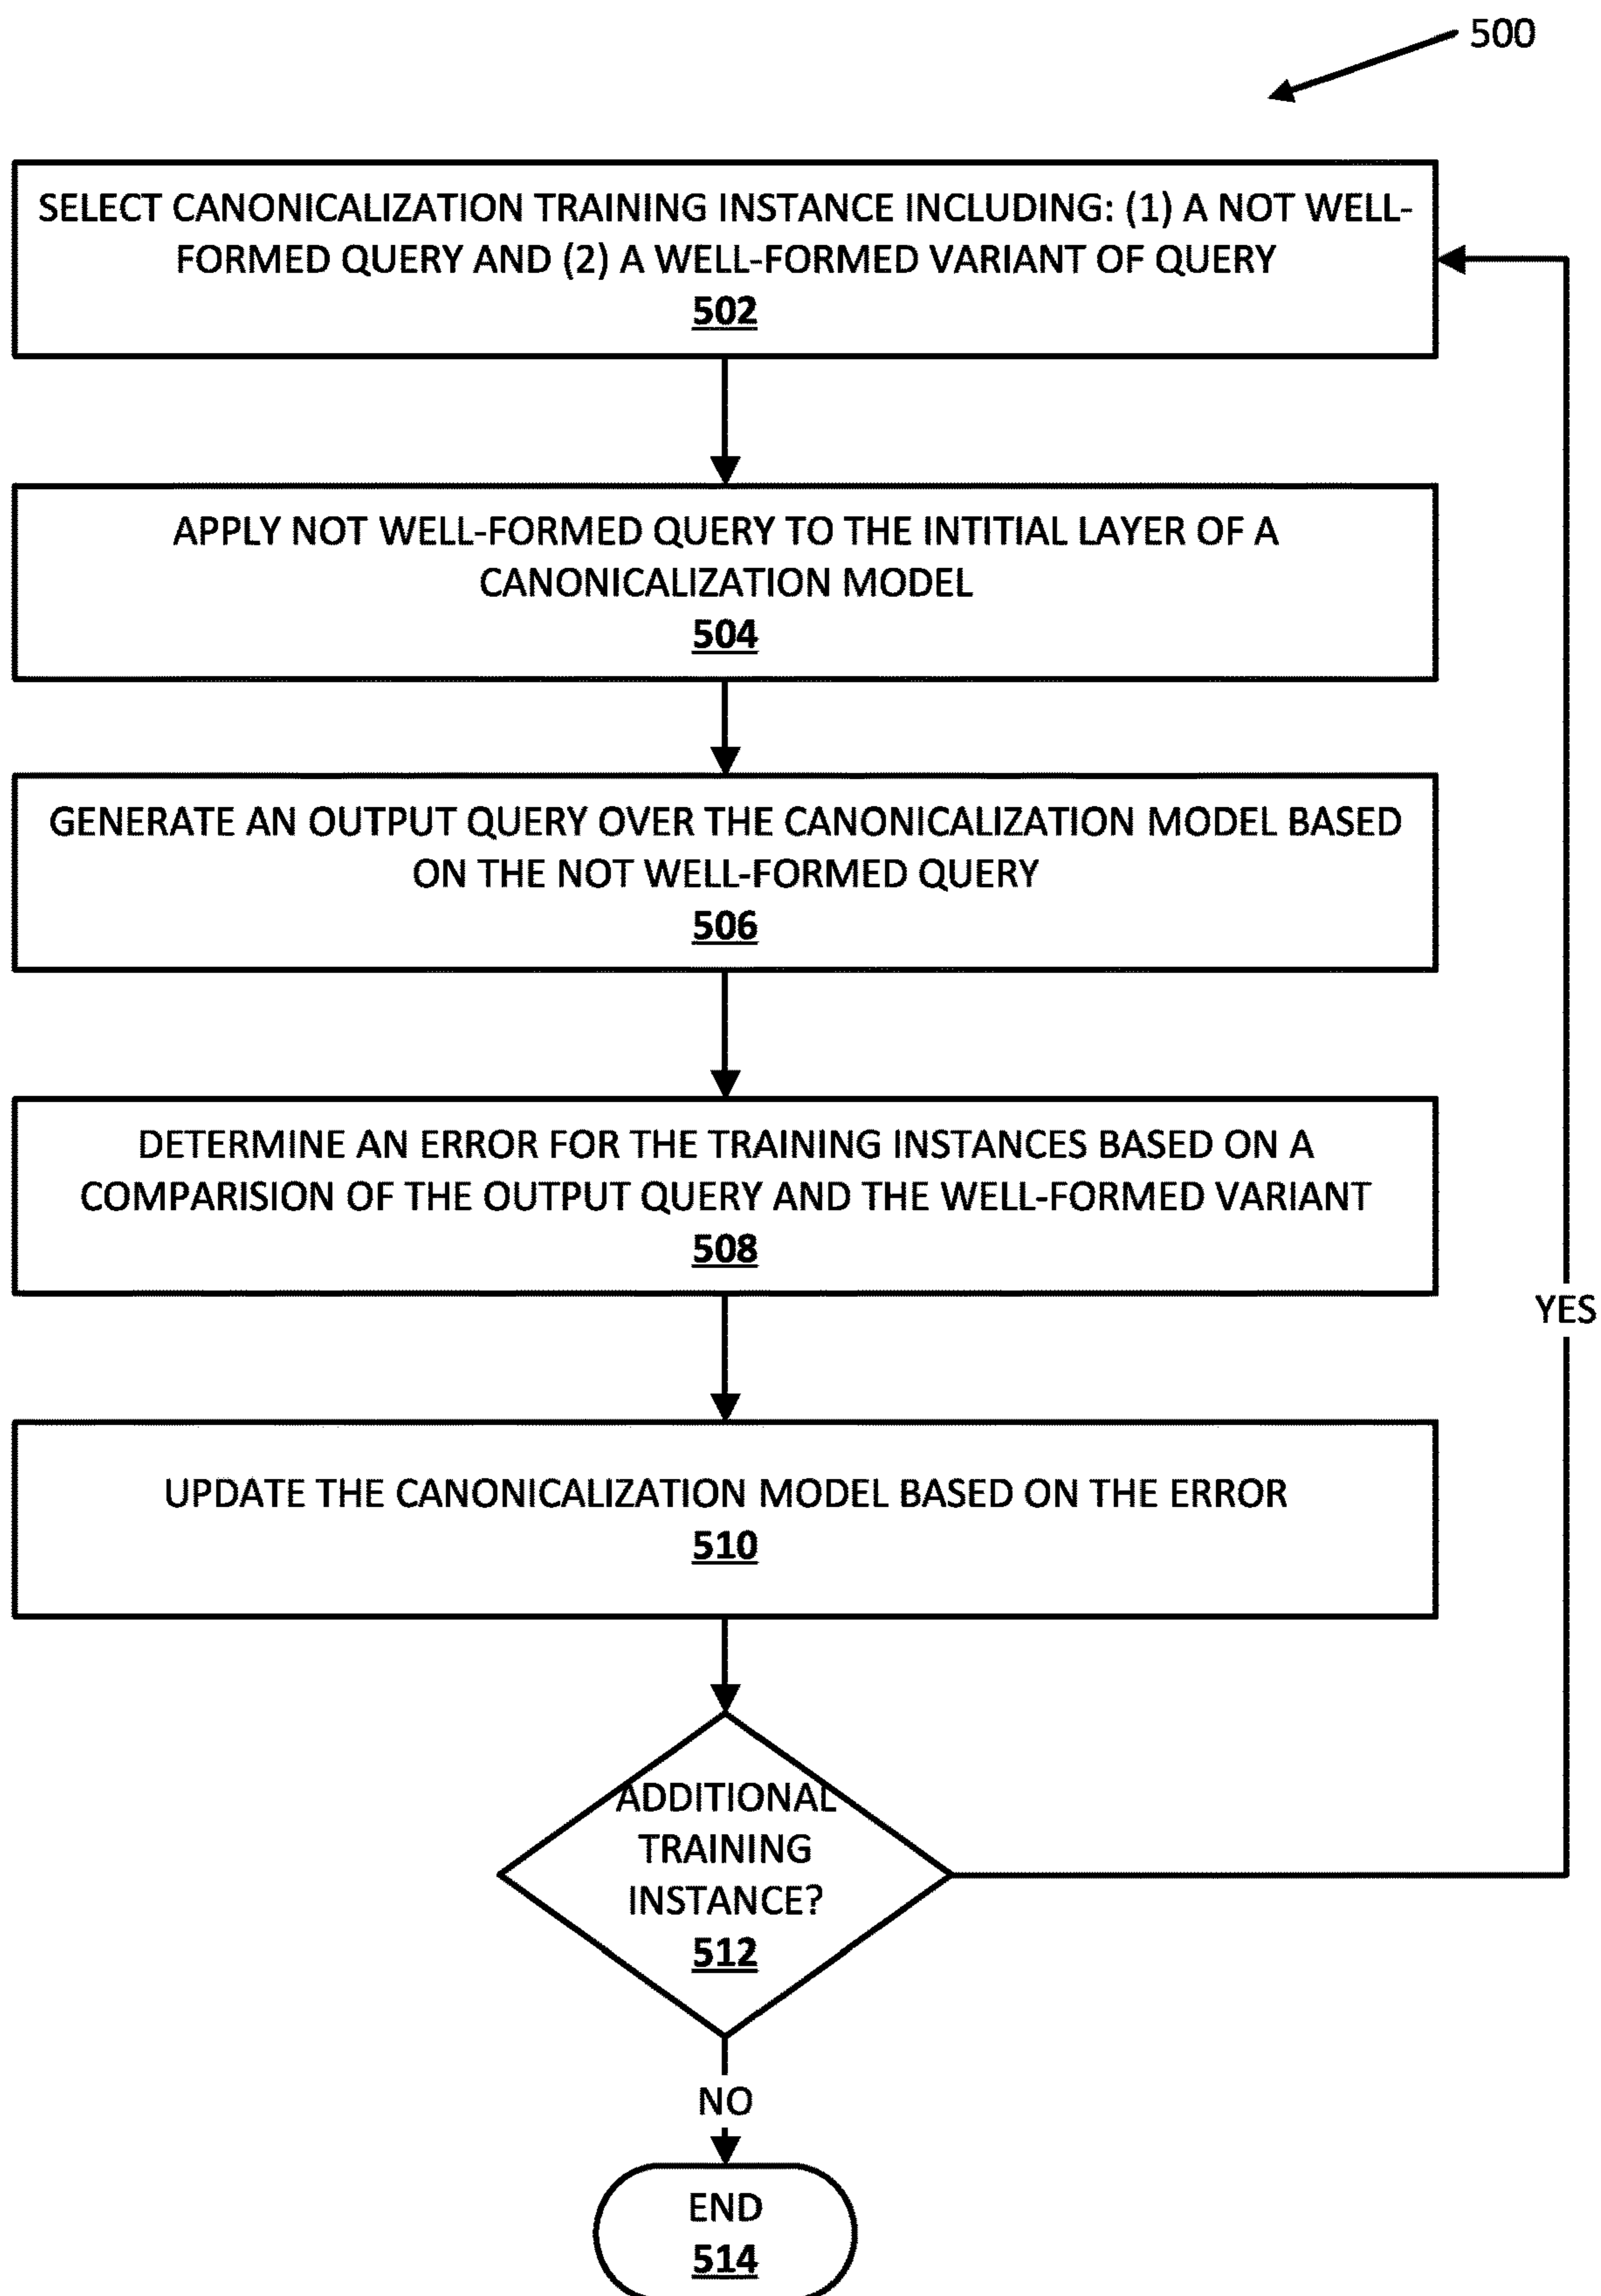 500
SELECT CANONICALIZATION TRAINING INSTANCE INCLUDING: (1) A NOT WELL-
FORMED QUERY AND (2) A WELL-FORMED VARIANT OF QUERY
502
APPLY NOT WELL-FORMED QUERY TO THE INTITIAL LAYER OF A
CANONICALIZATION MODEL
504
GENERATE AN OUTPUT QUERY OVER THE CANONICALIZATION MODEL BASED
ON THE NOT WELL-FORMED QUERY
506
DETERMINE AN ERROR FOR THE TRAINING INSTANCES BASED ON A
COMPARISION OF THE OUTPUT QUERY AND THE WELL-FORMED VARIANT
508
YES
UPDATE THE CANONICALIZATION MODEL BASED ON THE ERROR
510
ADDITIONAL
TRAINING
INSTANCE?
512
NO
END
514